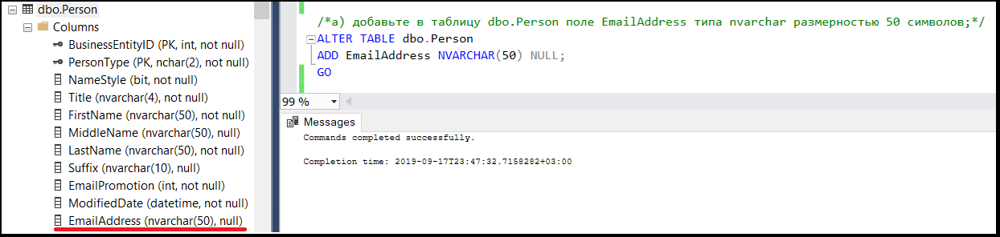 dbo.Person
Columns
BusinessEntityID (PK, int, not null)
PersonType (PK, nchar(2), not null)
NameStyle (bit, not null)
Title (nvarchar(4), not null)
FirstName (nvarchar(50), not null)
MiddleName (nvarchar(50), null)
LastName (nvarchar(50), not null)
Suffix (nvarchar(10), null)
EmailPromotion (int, not null)
ModifiedDate (datetime, not null)
EmailAddress (nvarchar(50), null)
/*a) добавьте в таблицу dbo.Person поле EmailAddress типа nvarchar размерностью 50 символов;*/
ALTER TABLE dbo.Person
ADD EmailAddress NVARCHAR(50) NULL;
GO
99 %
Messages
Commands completed successfully.
Completion time: 2019-09-17T23:47:32.7158282+03:00